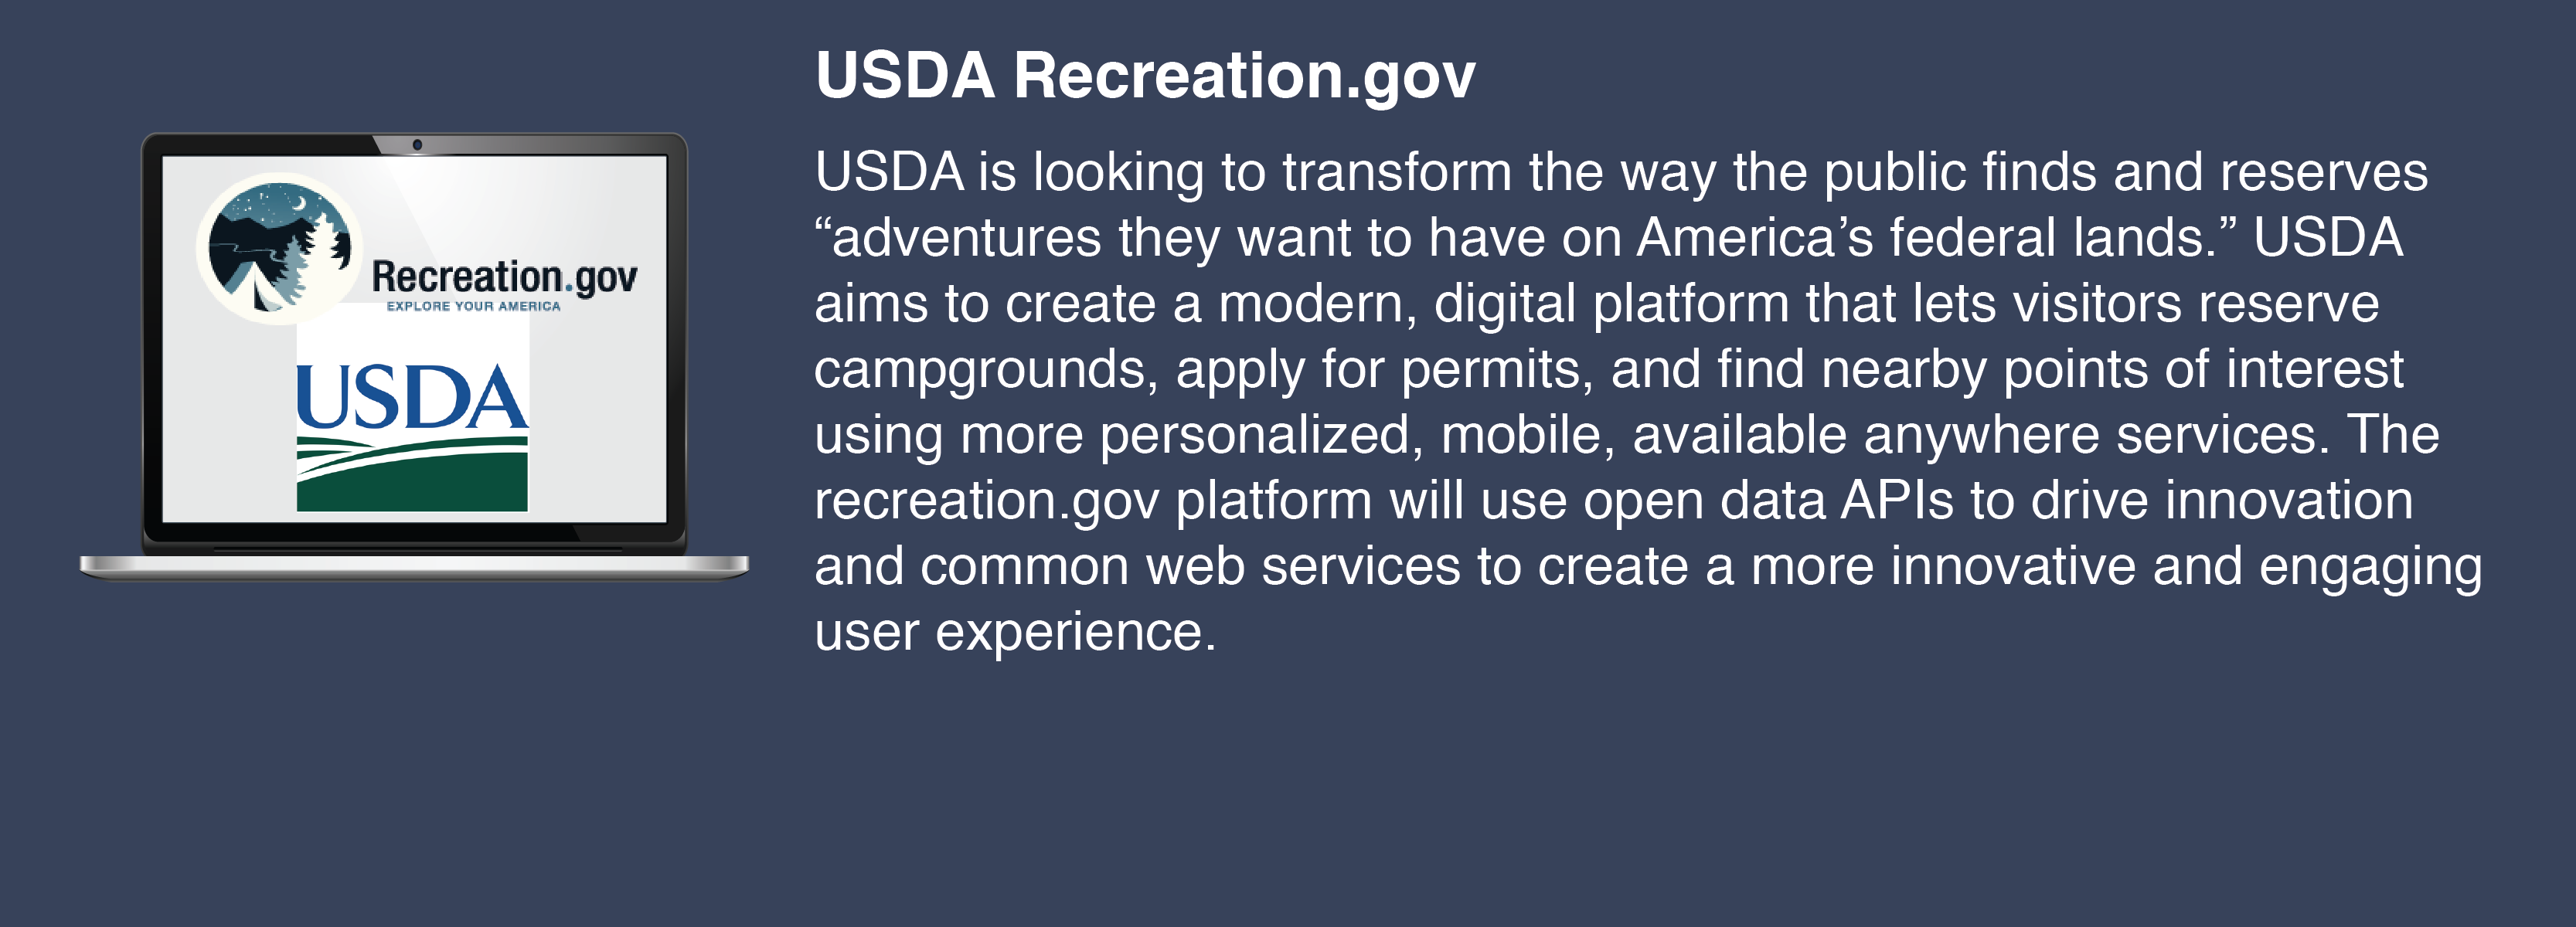 USDA Recreation.gov
USDA is looking to transform the way the public finds and reserves
“adventures they want to have on America’s federal lands.” USDA
aims to create a modern, digital platform that lets visitors reserve
campgrounds, apply for permits, and find nearby points of interest
using more personalized, mobile, available anywhere services. The
recreation.gov platform will use open data APIs to drive innovation
and common web services to create a more innovative and engaging
user experience.
Recreation.gov
EXPLORE YOUR AMERICA
USDA